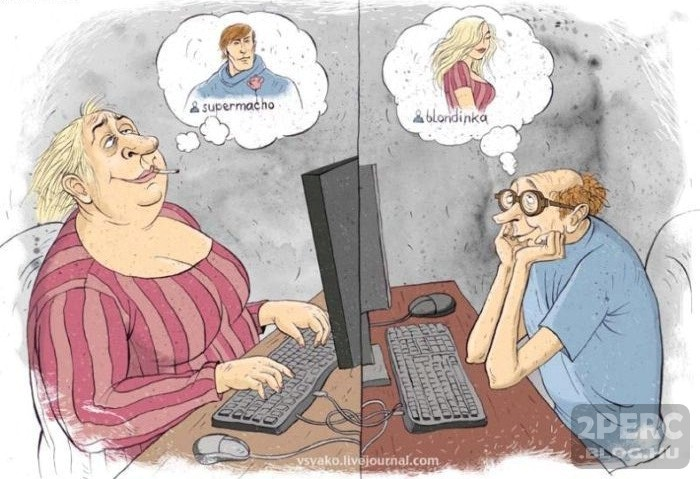 supermacho
blondinka
vsyako.livejournal.com
2PERC
BLOG.HU